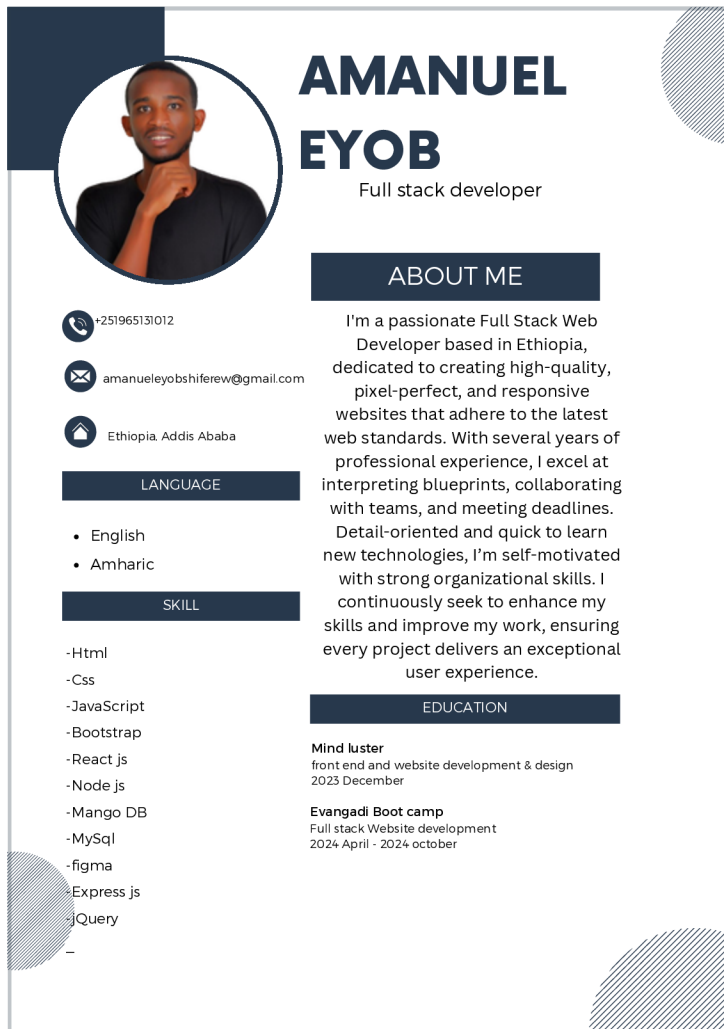 AMANUEL
EYOB
Full stack developer
+251965131012
amanueleyobshiferew@gmail.com
Ethiopia, Addis Ababa
LANGUAGE
• English
• Amharic
SKILL
-Html
-Css
-JavaScript
-Bootstrap
-React js
-Node js
-Mango DB
-MySql
-figma
-Express js
-jQuery
_
ABOUT ME
I'm a passionate Full Stack Web
Developer based in Ethiopia,
dedicated to creating high-quality,
pixel-perfect, and responsive
websites that adhere to the latest
web standards. With several years of
professional experience, I excel at
interpreting blueprints, collaborating
with teams, and meeting deadlines.
Detail-oriented and quick to learn
new technologies, I’m self-motivated
with strong organizational skills. I
continuously seek to enhance my
skills and improve my work, ensuring
every project delivers an exceptional
user experience.
EDUCATION
Mind luster
front end and website development & design
2023 December
Evangadi Boot camp
Full stack Website development
2024 April - 2024 october